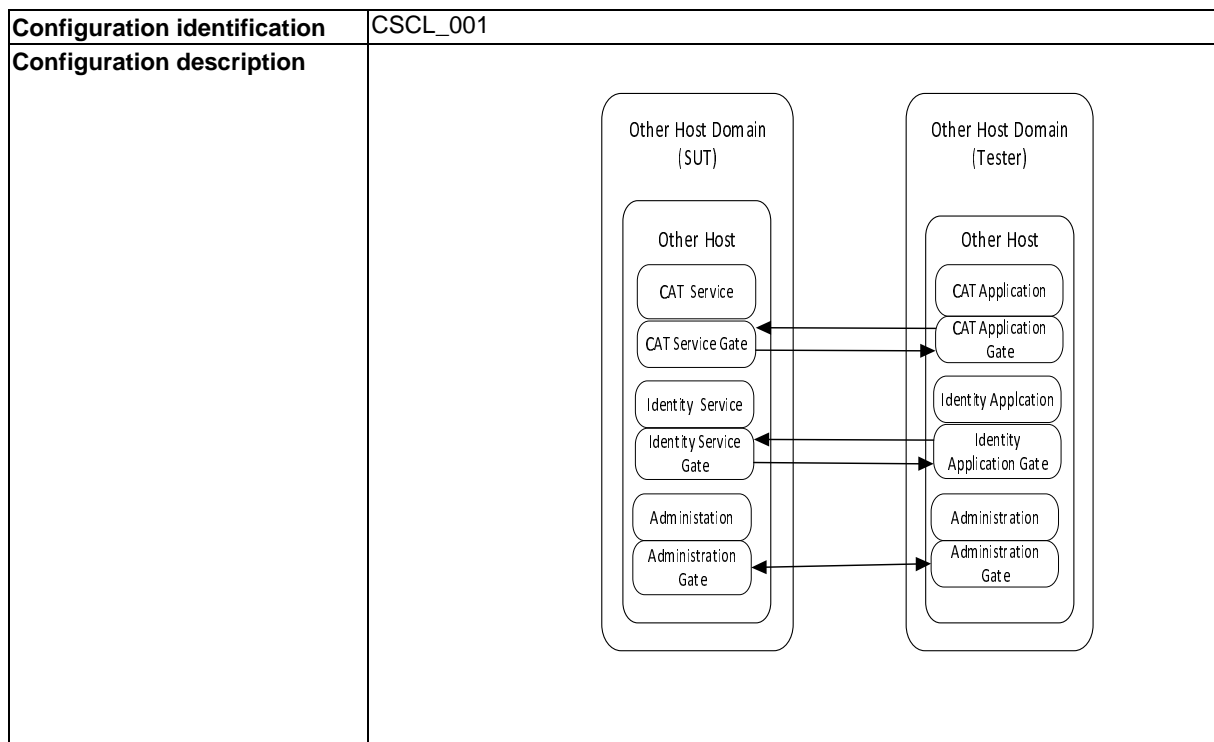 Configuration identification CSCL_001
Configuration description
Other Host Domain
(SUT)
Other Host
CAT Service
CAT Service Gate
Identity Service
Identity Service
Gate
Administation
Administration
Gate
Other Host Domain
(Tester)
Other Host
CAT Application
CAT Application
Gate
Identity Applcation
Identity
Application Gate
Administration
Administration
Gate